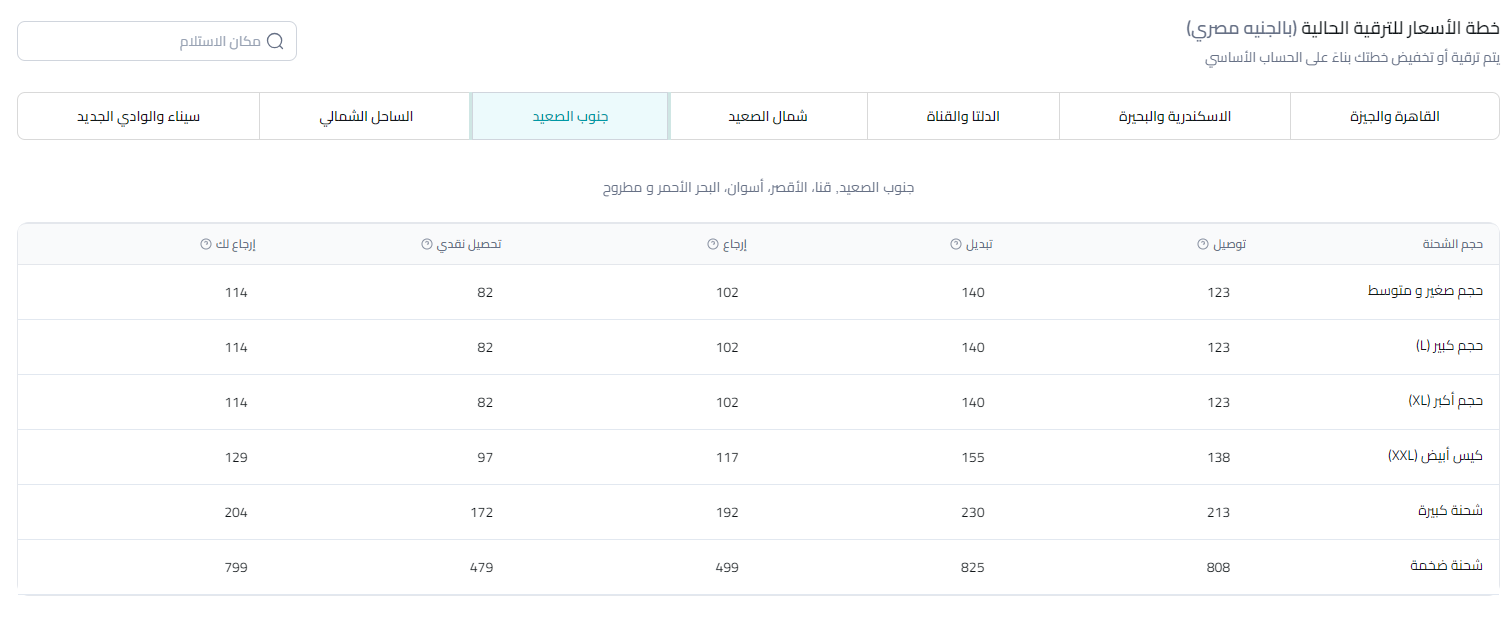 خطة الأسعار للترقية الحالية (بالجنيه مصري)
يتم ترقية أو تخفيض خطتك بناءً على الحساب الأساسي
مكان الاستلام
القاهرة والجيزة الاسكندرية والبحيرة الدلتا والقناة شمال الصعيد جنوب الصعيد الساحل الشمالي سيناء والوادي الجديد
جنوب الصعيد, قنا، الأقصر، أسوان، البحر الأحمر و مطروح
حجم الشحنة توصيل تبديل إرجاع تحصيل نقدي إرجاع لك
حجم صغير و متوسط 123 140 102 82 114
حجم كبير (L) 123 140 102 82 114
حجم أكبر (XL) 123 140 102 82 114
كيس أبيض (XXL) 138 155 117 97 129
شحنة كبيرة 213 230 192 172 204
شحنة ضخمة 808 825 499 479 799